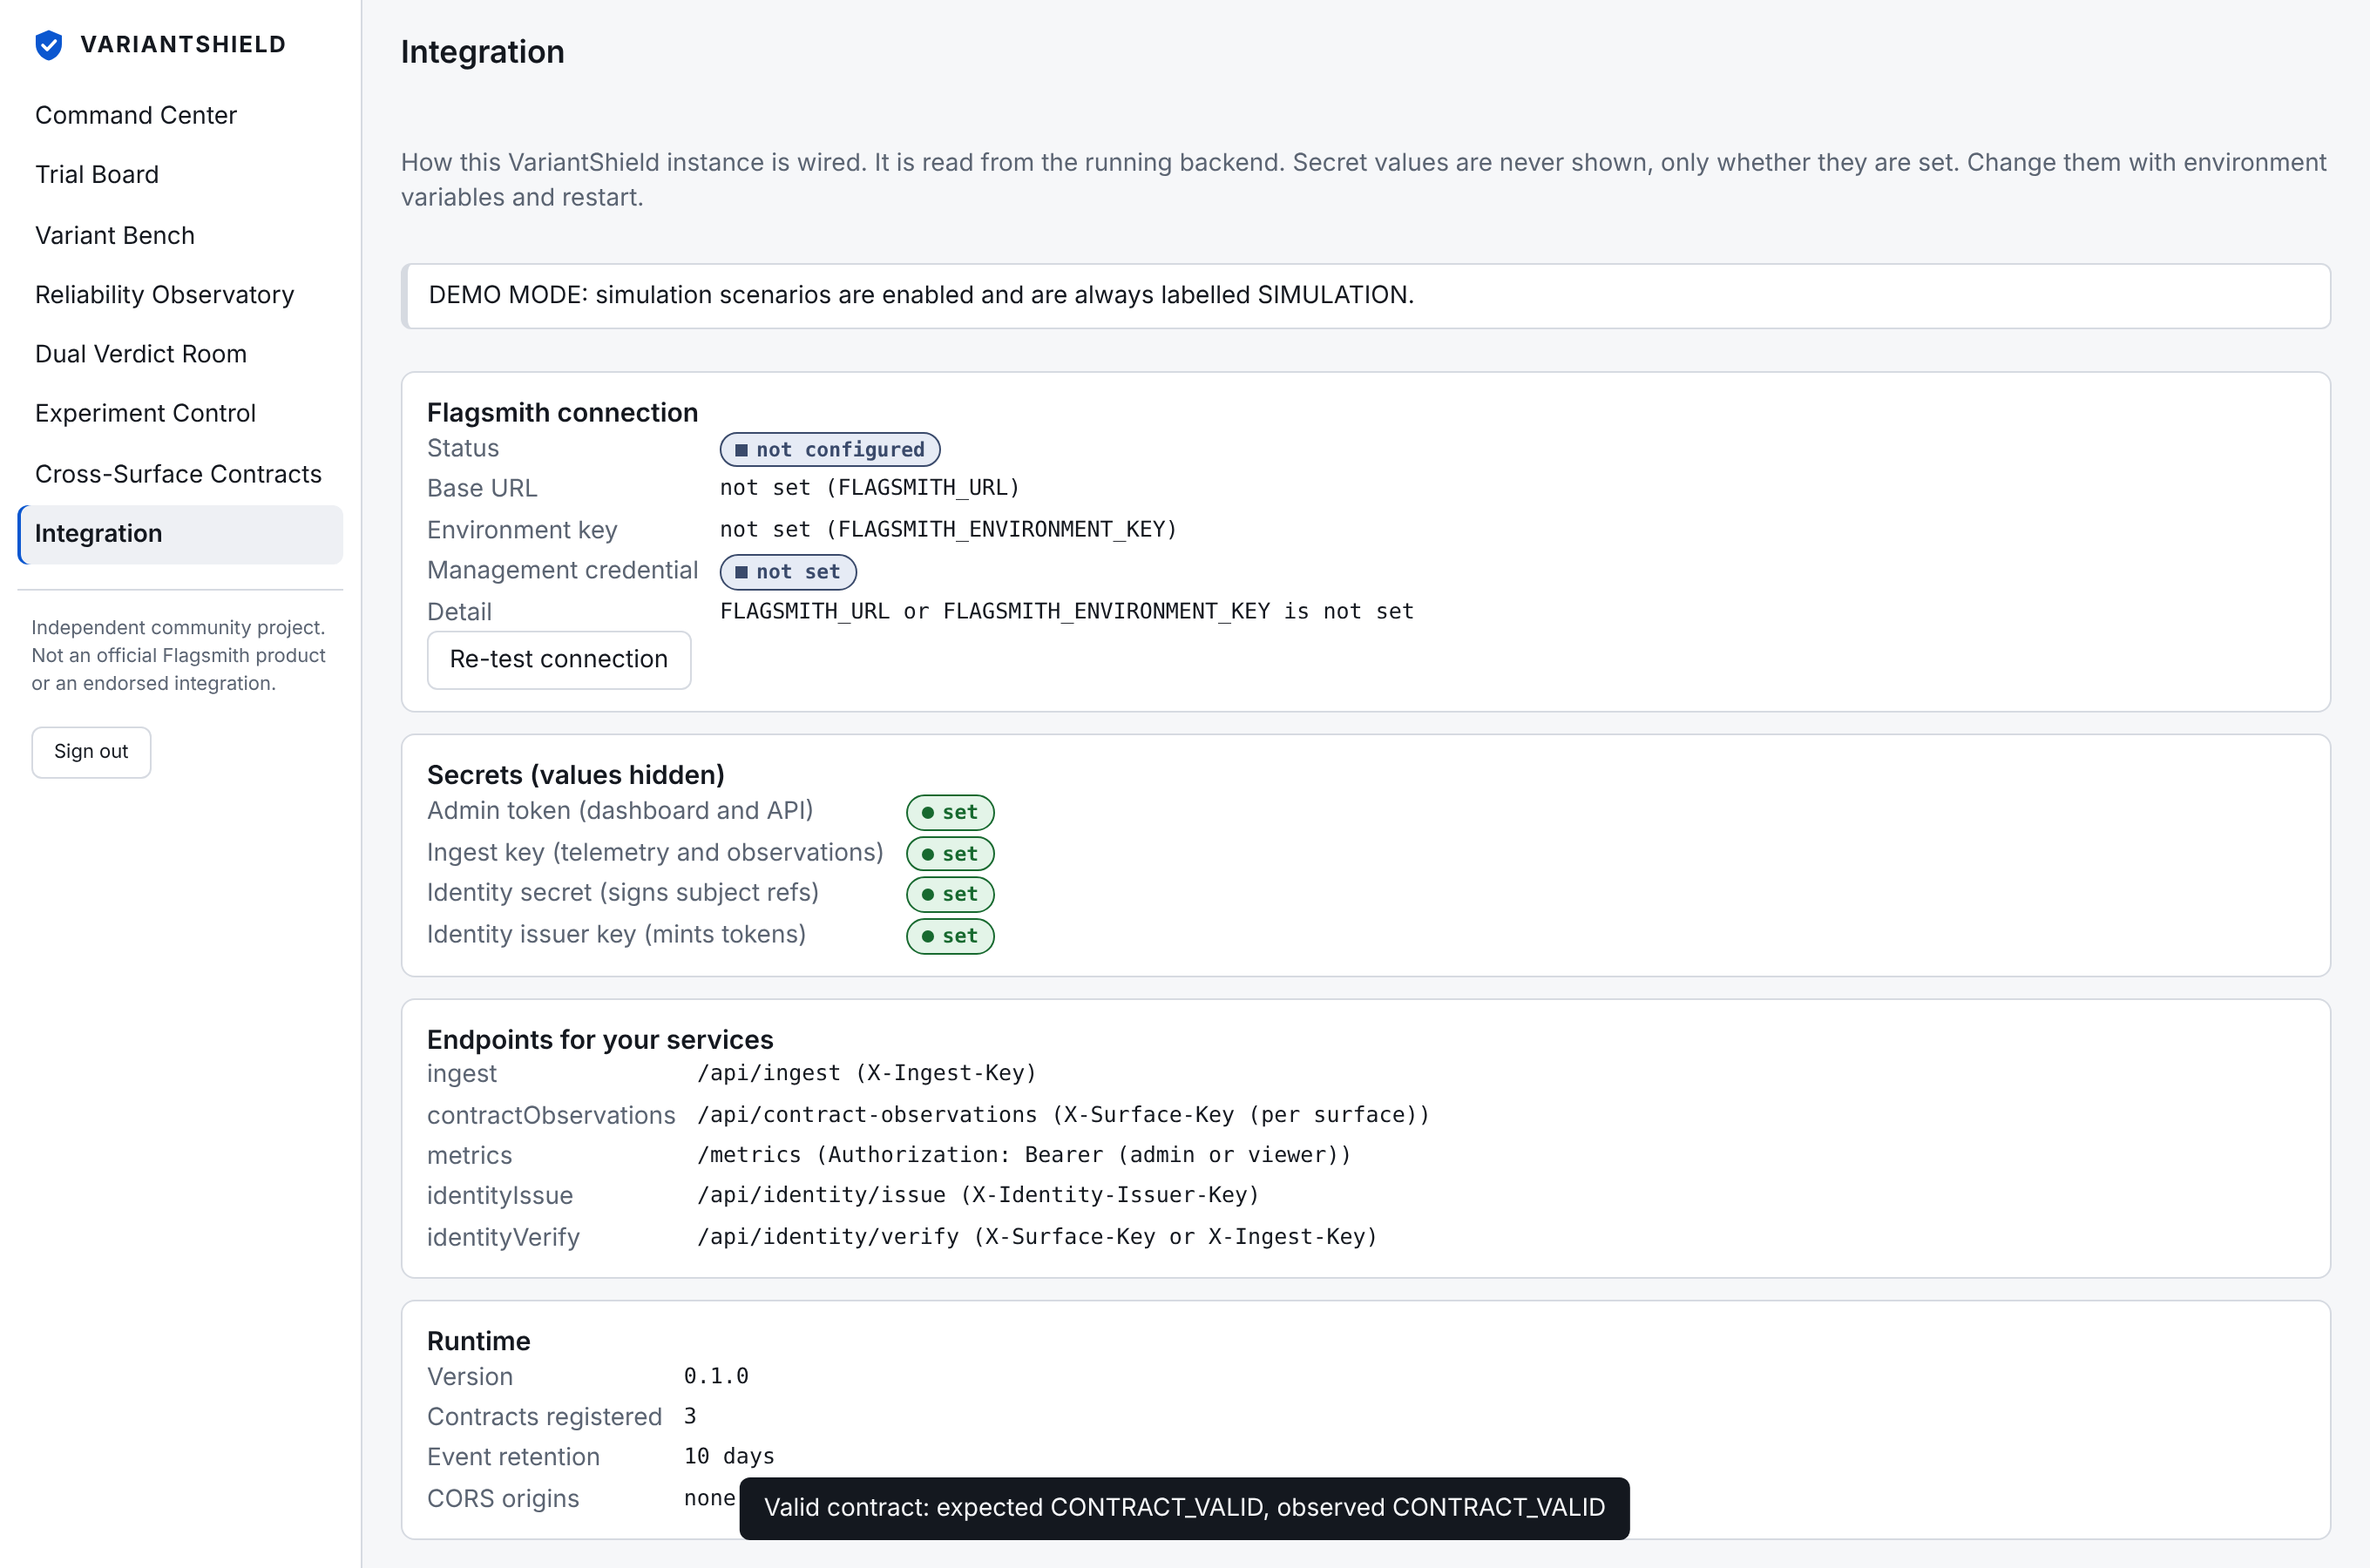 VARIANTSHIELD
Command Center
Trial Board
Variant Bench
Reliability Observatory
Dual Verdict Room
Experiment Control
Cross-Surface Contracts
Integration
Independent community project.
Not an official Flagsmith product
or an endorsed integration.
Sign out
Integration
How this VariantShield instance is wired. It is read from the running backend. Secret values are never shown, only whether they are set. Change them with environment
variables and restart.
DEMO MODE: simulation scenarios are enabled and are always labelled SIMULATION.
Flagsmith connection
Status not configured
Base URL not set (FLAGSMITH_URL)
Environment key not set (FLAGSMITH_ENVIRONMENT_KEY)
Management credential not set
Detail FLAGSMITH_URL or FLAGSMITH_ENVIRONMENT_KEY is not set
Re-test connection
Secrets (values hidden)
Admin token (dashboard and API) set
Ingest key (telemetry and observations) set
Identity secret (signs subject refs) set
Identity issuer key (mints tokens) set
Endpoints for your services
ingest /api/ingest (X-Ingest-Key)
contractObservations /api/contract-observations (X-Surface-Key (per surface))
metrics /metrics (Authorization: Bearer (admin or viewer))
identityIssue /api/identity/issue (X-Identity-Issuer-Key)
identityVerify /api/identity/verify (X-Surface-Key or X-Ingest-Key)
Runtime
Version 0.1.0
Contracts registered 3
Event retention 10 days
CORS origins none
Valid contract: expected CONTRACT_VALID, observed CONTRACT_VALID